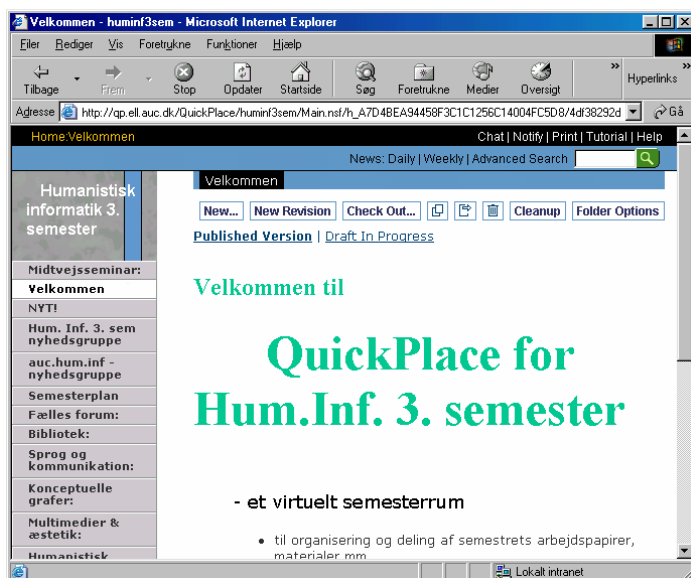 Velkommen - huminf3sem - Microsoft Internet Explorer
Filer Rediger Vis Foretrukne Funktioner Hjælp
Tilbage Frem Stop Opdater Startside Søg Foretrukne Medier Oversigt » Hyperlinks »
Adresse http://qp.ell.auc.dk/QuickPlace/huminf3sem/Main.nsf/h_A7D4BEA94458F3C1C1256C14004FC5D8/4df38292d Gå
Home:Velkommen Chat | Notify | Print | Tutorial | Help
News: Daily | Weekly | Advanced Search
Humanistisk
informatik 3.
semester
Velkommen
New... New Revision Check Out... Cleanup Folder Options
Published Version | Draft In Progress
Midtvejsseminar:
Velkommen
NYT!
Hum. Inf. 3. sem
nyhedsgruppe
auc.hum.inf -
nyhedsgruppe
Semesterplan
Fælles forum:
Bibliotek:
Sprog og
kommunikation:
Konceptuelle
grafer:
Multimedier &
æstetik:
Humanistisk
Velkommen til
QuickPlace for
Hum.Inf. 3. semester
- et virtuelt semesterrum
• til organisering og deling af semestrets arbejdspapirer,
materialer mm
Lokalt intranet